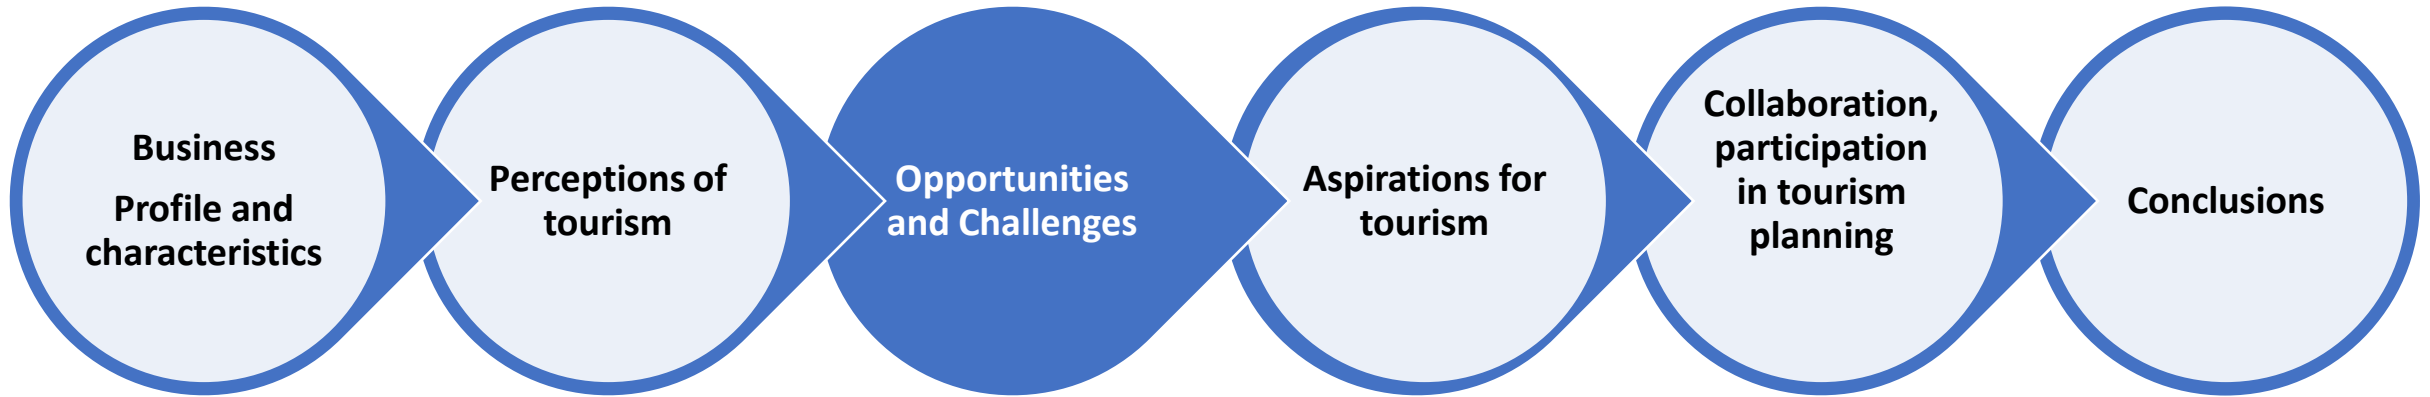 Business
Profile and
characteristics
Perceptions of
tourism
Opportunities
and Challenges
Aspirations for
tourism
Collaboration,
participation
in tourism
planning
Conclusions